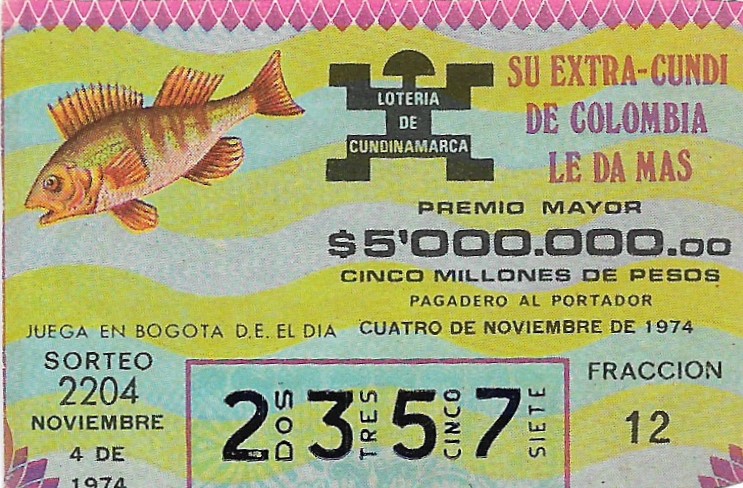 LOTERIA
DE
CUNDINAMARCA
SU EXTRA-CUNDI
DE COLOMBIA
LE DA MAS
PREMIO MAYOR
$5'000.000.00
CINCO MILLONES DE PESOS
PAGADERO AL PORTADOR
JUEGA EN BOGOTA D.E. EL DIA CUATRO DE NOVIEMBRE DE 1974
SORTEO
2204
NOVIEMBRE
4 DE
1974
2 DOS 3 TRES 5 CINCO 7 SIETE
FRACCION
12